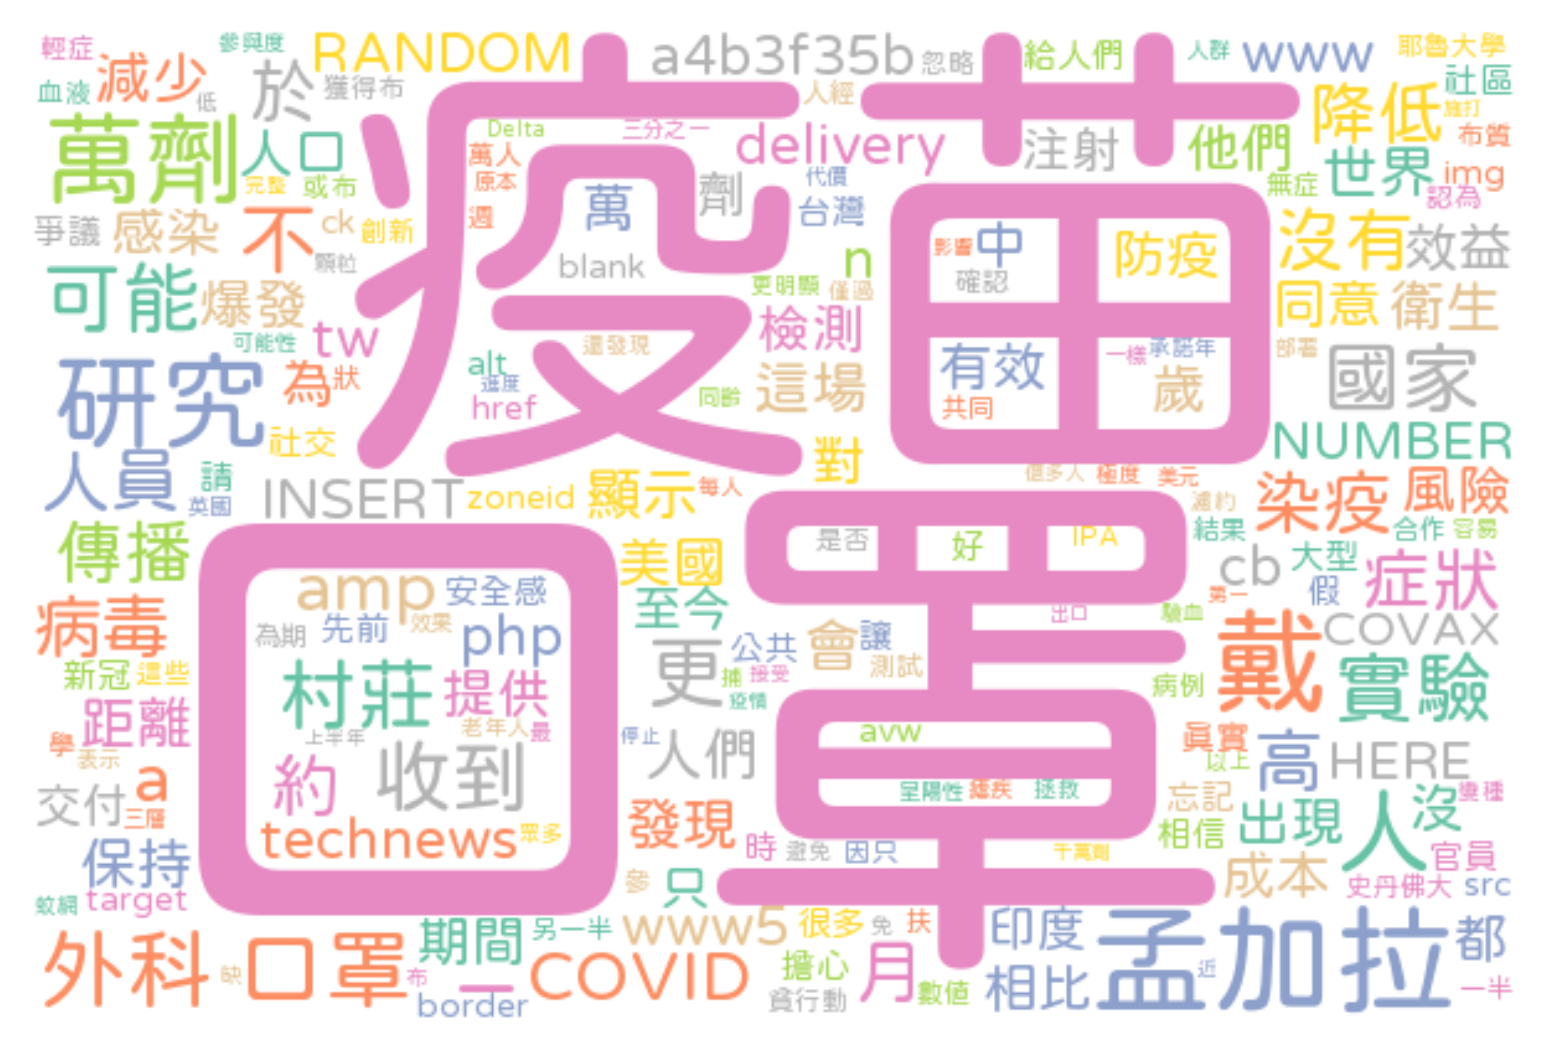 疫苗
口罩
輕症
減少
參與度
血液
低
於
獲得布
RANDOM
a4b3f35b
忽略
給人們
人群
www
耶魯大學
社區
人經
降低
施打
布質
萬劑
人口
Delta
三分之一
delivery
注射
他們
世界
img
完整
或布
萬人
原本
萬
劑
代價
無症
認為
爭議
感染
不
ck
創新
週
台灣
影響
中
防疫
沒有
效益
顆粒
blank
n
確認
可能
爆發
更明顯
僅過
同意
衛生
可能性
tw
還發現
檢測
有效
一樣
承諾年
部署
研究
為
狀
alt
進度
這場
歲
國家
href
同齡
共同
社交
NUMBER
人員
請
對
英國
INSERT
zoneid
顯示
每人
億多人
極度
美元
染疫
風險
濾約
傳播
美國
是否
好
IPA
結果
合作
容易
amp
安全感
cb
大型
症狀
病毒
至今
出口
驗血
第一
假
為期
先前
效果
php
更
公共
會
讓
戴
COVAX
新冠
這些
村莊
提供
捕
接受
測試
病例
實驗
距離
疫情
學
表示
上半年
老年人
最
停止
人們
avw
真實
以上
高
HERE
交付
a
三層
約
收到
呈陽性
瘧疾
拯救
忘記
沒
變種
technews
眾多
發現
相信
出現
人
保持
時
避免
因只
千萬劑
官員
蚊網
target
參
只
成本
史丹佛大
src
外科
缺
口罩
布
期間
另一半
www5
很多
免
扶
印度
孟加拉
都
一
COVID
擔心
月
相比
近
border
貧行動
數值
一半